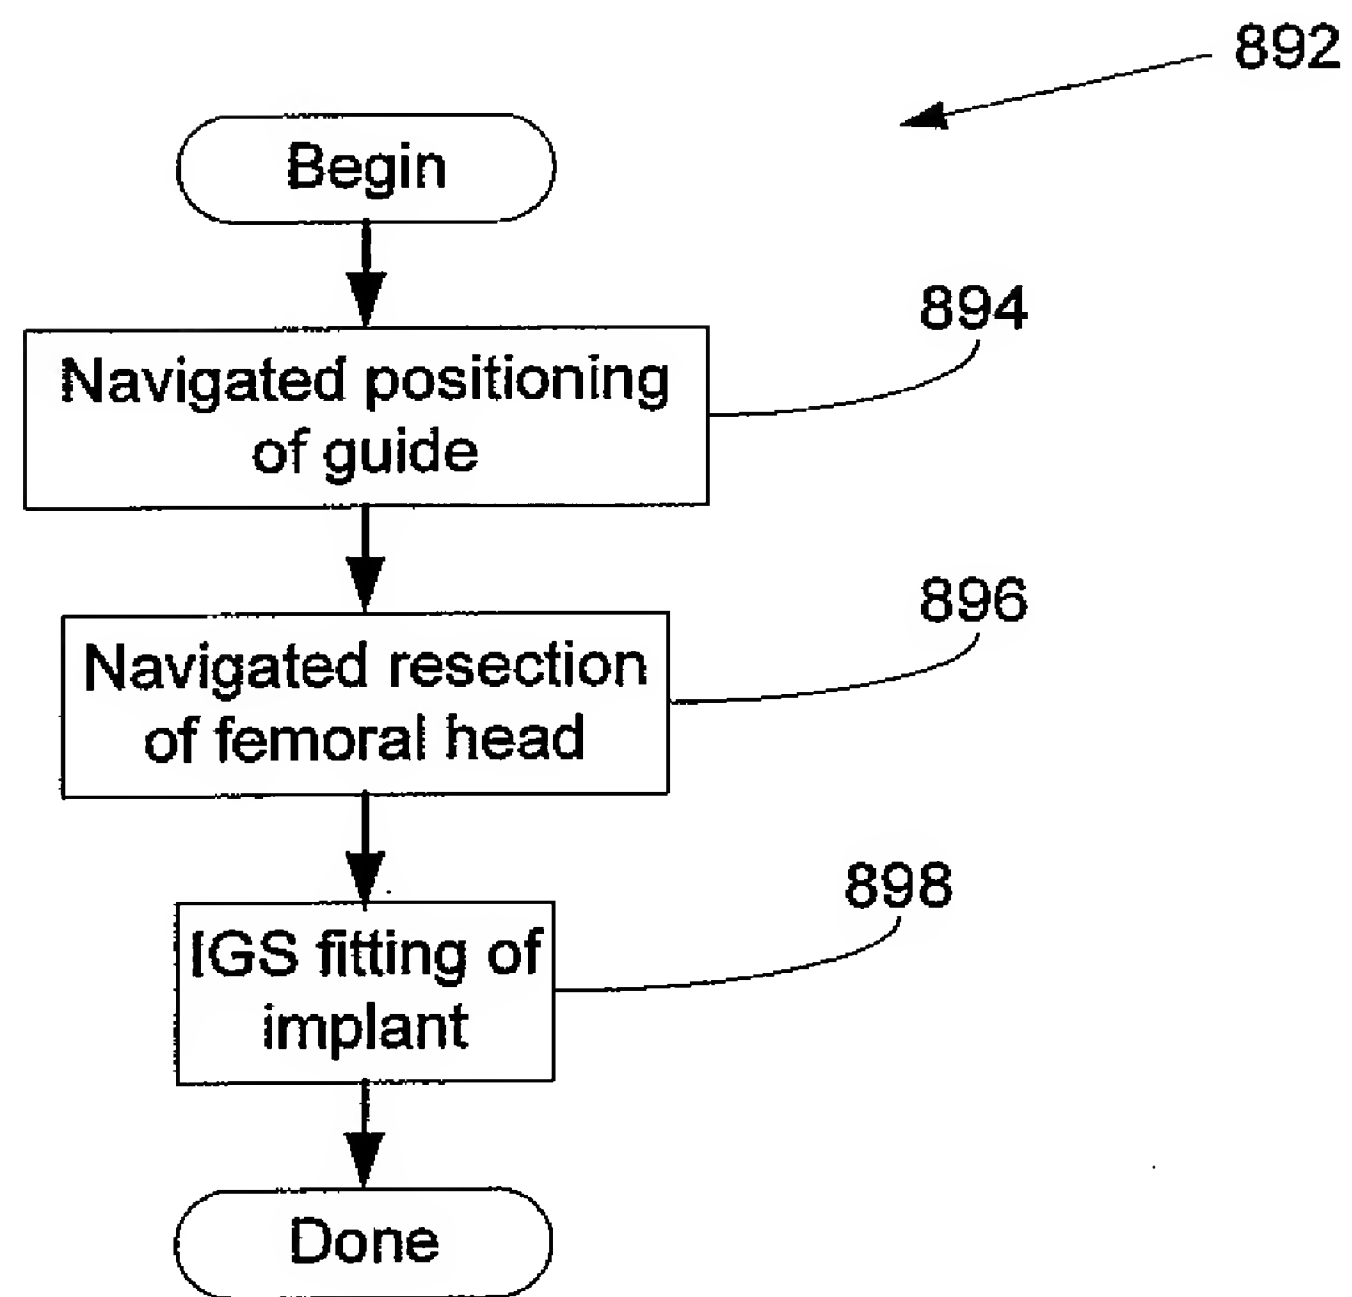 892
Begin
894
Navigated positioning
of guide
896
Navigated resection
of femoral head
898
IGS fitting of
implant
Done